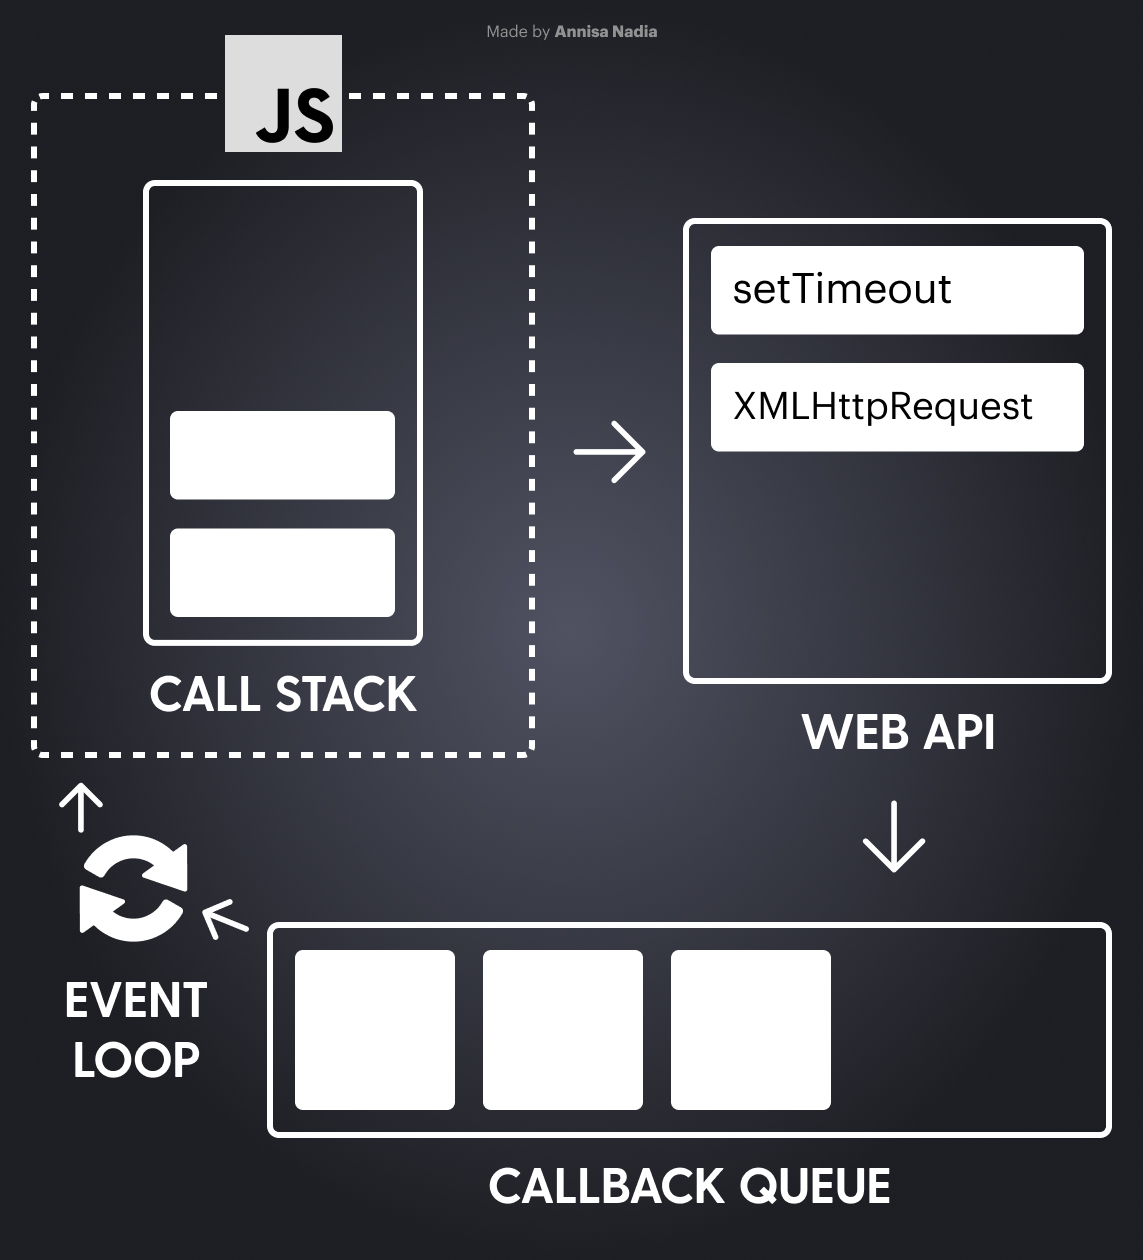 Made by Annisa Nadia
JS
setTimeout
XMLHttpRequest
CALL STACK
WEB API
EVENT
LOOP
CALLBACK QUEUE